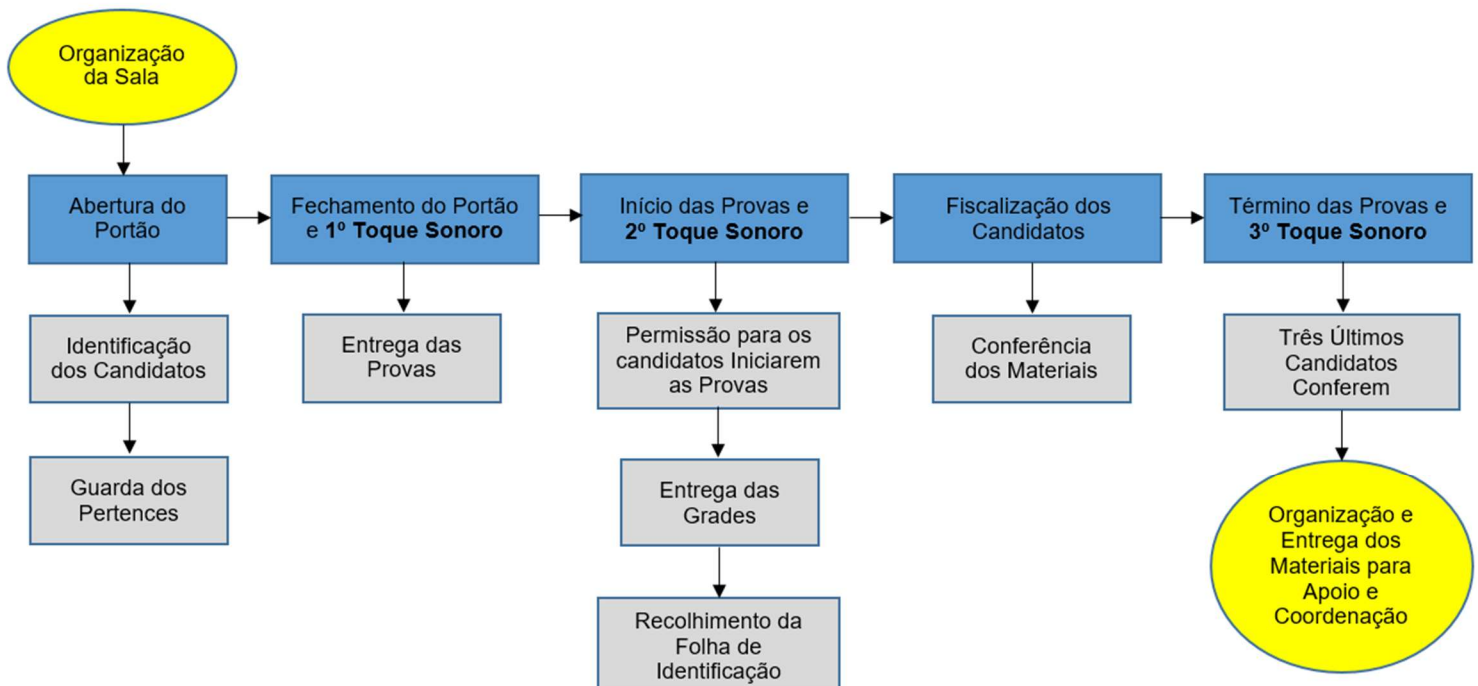 Organização
da Sala
Abertura do
Portão
Fechamento do Portão
e 1º Toque Sonoro
Início das Provas e
2º Toque Sonoro
Fiscalização dos
Candidatos
Término das Provas e
3º Toque Sonoro
Identificação
dos Candidatos
Entrega das
Provas
Permissão para os
candidatos Iniciarem
as Provas
Conferência
dos Materiais
Três Últimos
Candidatos
Conferem
Guarda dos
Pertences
Entrega das
Grades
Organização e
Entrega dos
Materiais para
Apoio e
Coordenação
Recolhimento da
Folha de
Identificação